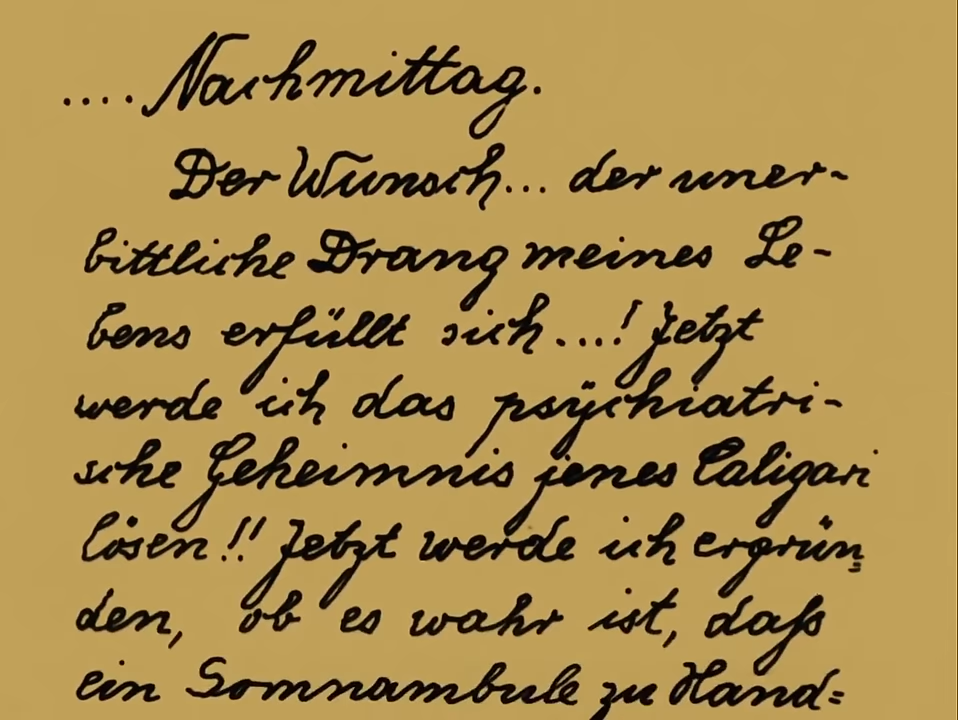 .... Nachmittag.
Der Wunsch... der uner-
bittliche Drang meines Le-
bens erfüllt sich...! Jetzt
werde ich das psÿchiatri-
sche Geheimnis jenes Caligari
lösen!! Jetzt werde ich ergrün=
den, ob es wahr ist, daß
ein Somnambule zu Hand=